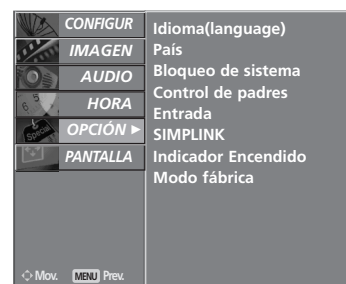 CONFIGUR
IMAGEN
AUDIO
HORA
OPCIÓN ►
PANTALLA
Idioma(language)
País
Bloqueo de sistema
Control de padres
Entrada
SIMPLINK
Indicador Encendido
Modo fábrica
Mov. MENU Prev.